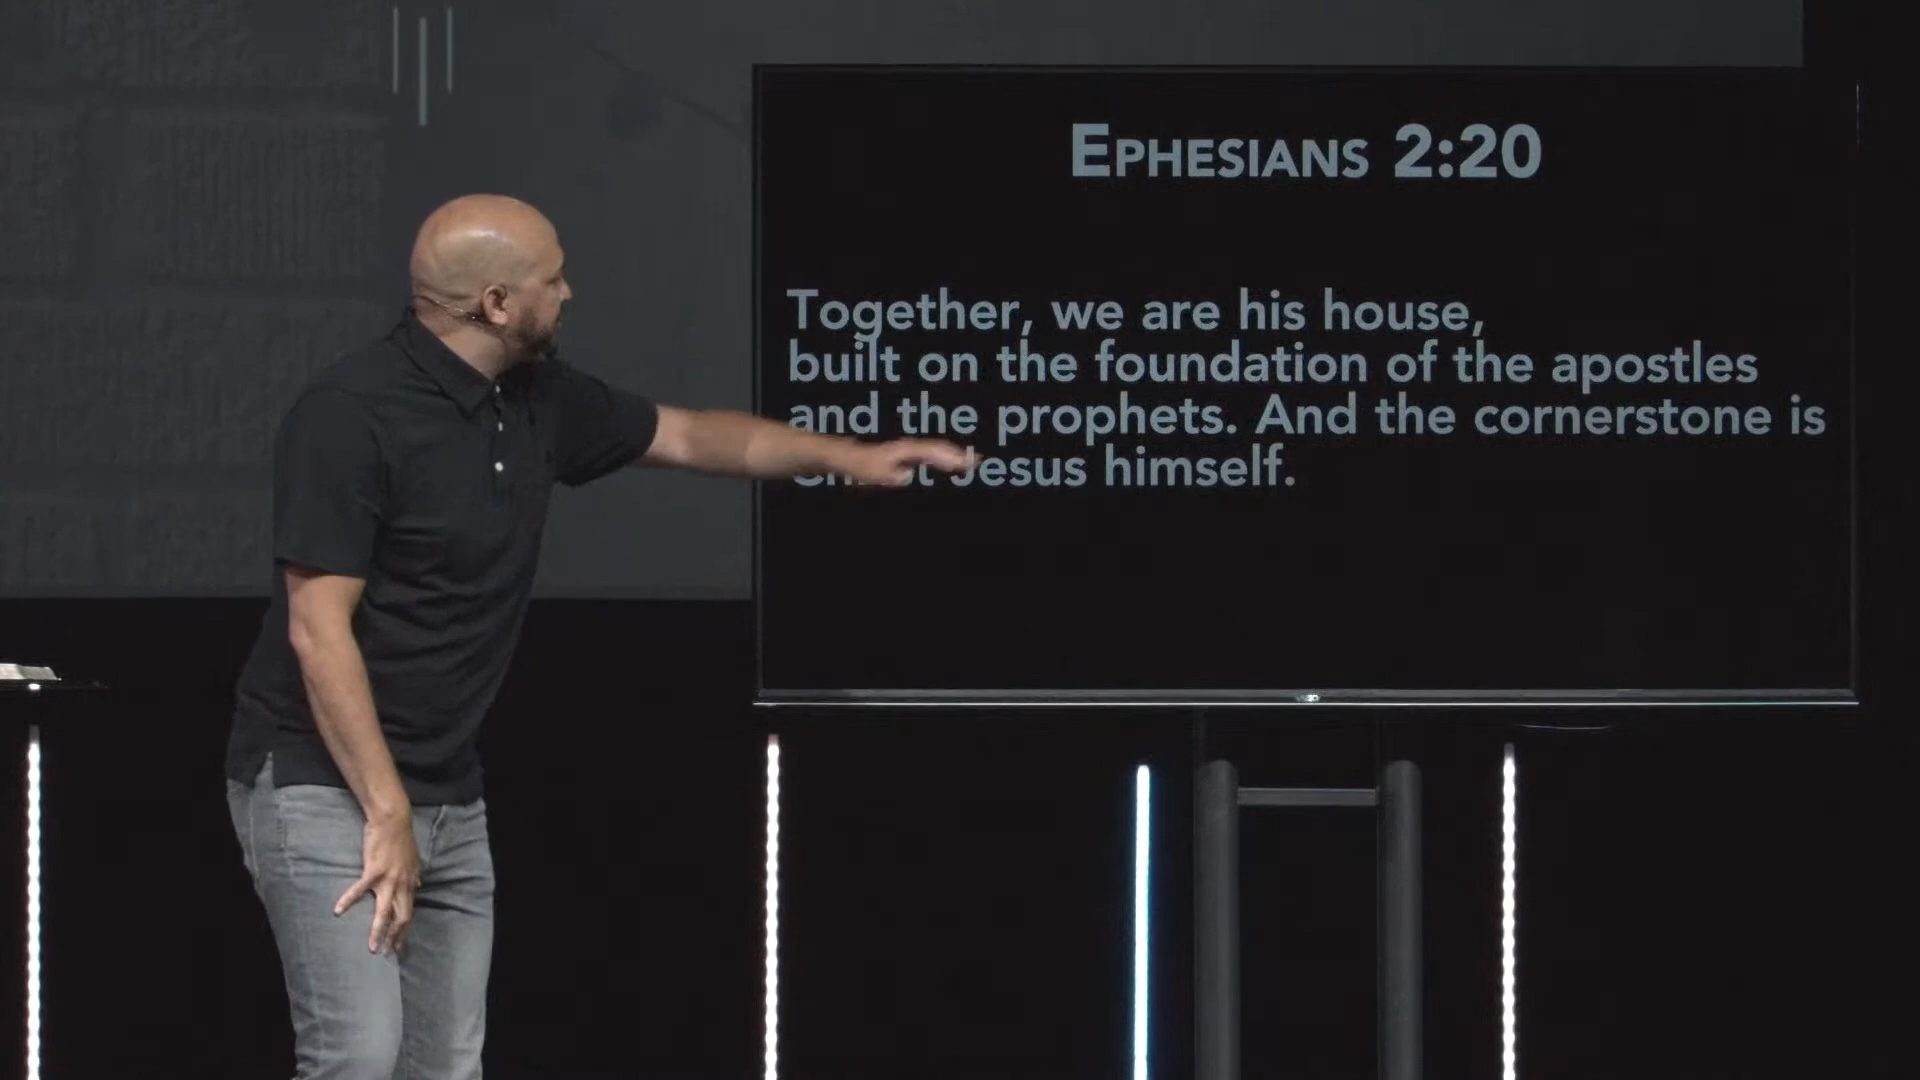 EPHESIANS 2:20
Together, we are his house,
built on the foundation of the apostles
and the prophets. And the cornerstone is
Christ Jesus himself.